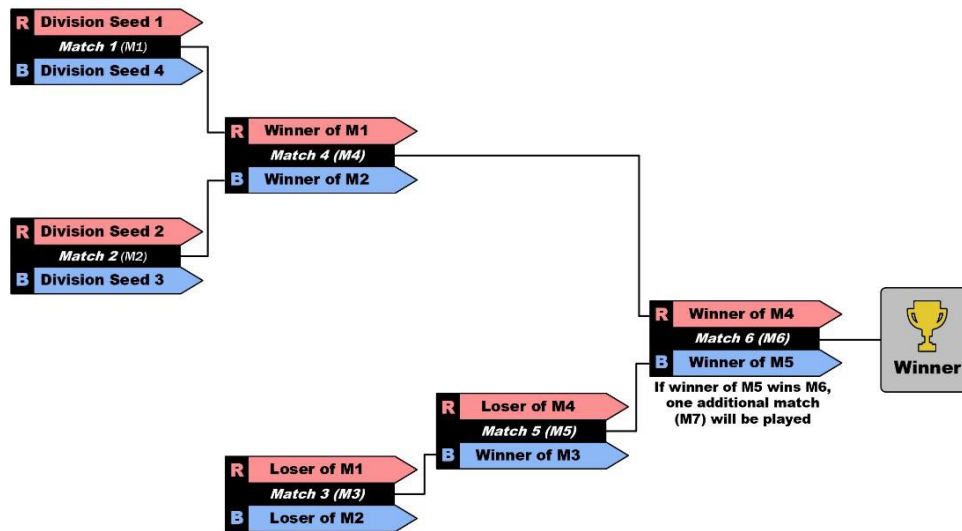 R Division Seed 1
Match 1 (M1)
B Division Seed 4
R Winner of M1
Match 4 (M4)
B Winner of M2
R Division Seed 2
Match 2 (M2)
B Division Seed 3
R Winner of M4
Match 6 (M6)
B Winner of M5
If winner of M5 wins M6,
one additional match
(M7) will be played
Winner
R Loser of M4
Match 5 (M5)
B Winner of M3
R Loser of M1
Match 3 (M3)
B Loser of M2